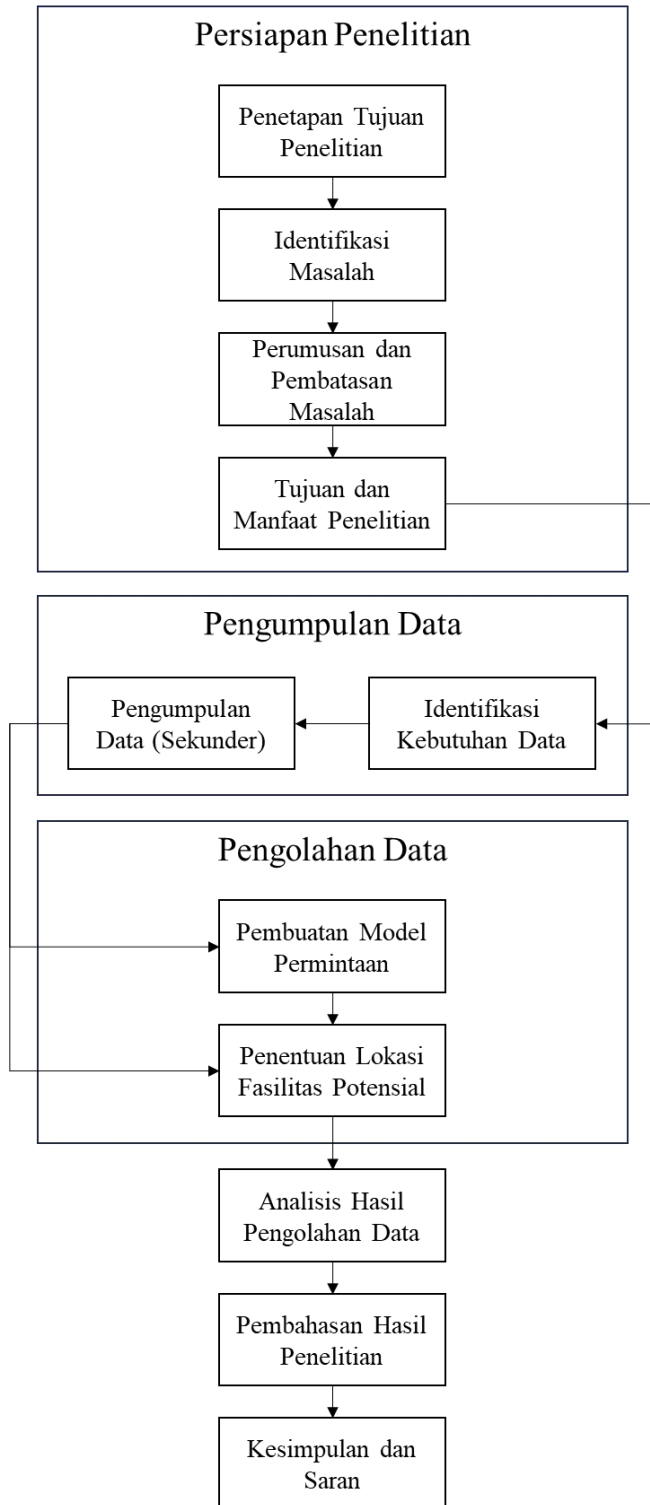 Persiapan Penelitian
Penetapan Tujuan
Penelitian
Identifikasi
Masalah
Perumusan dan
Pembatasan
Masalah
Tujuan dan
Manfaat Penelitian
Pengumpulan Data
Pengumpulan
Data (Sekunder)
Identifikasi
Kebutuhan Data
Pengolahan Data
Pembuatan Model
Permintaan
Penentuan Lokasi
Fasilitas Potensial
Analisis Hasil
Pengolahan Data
Pembahasan Hasil
Penelitian
Kesimpulan dan
Saran